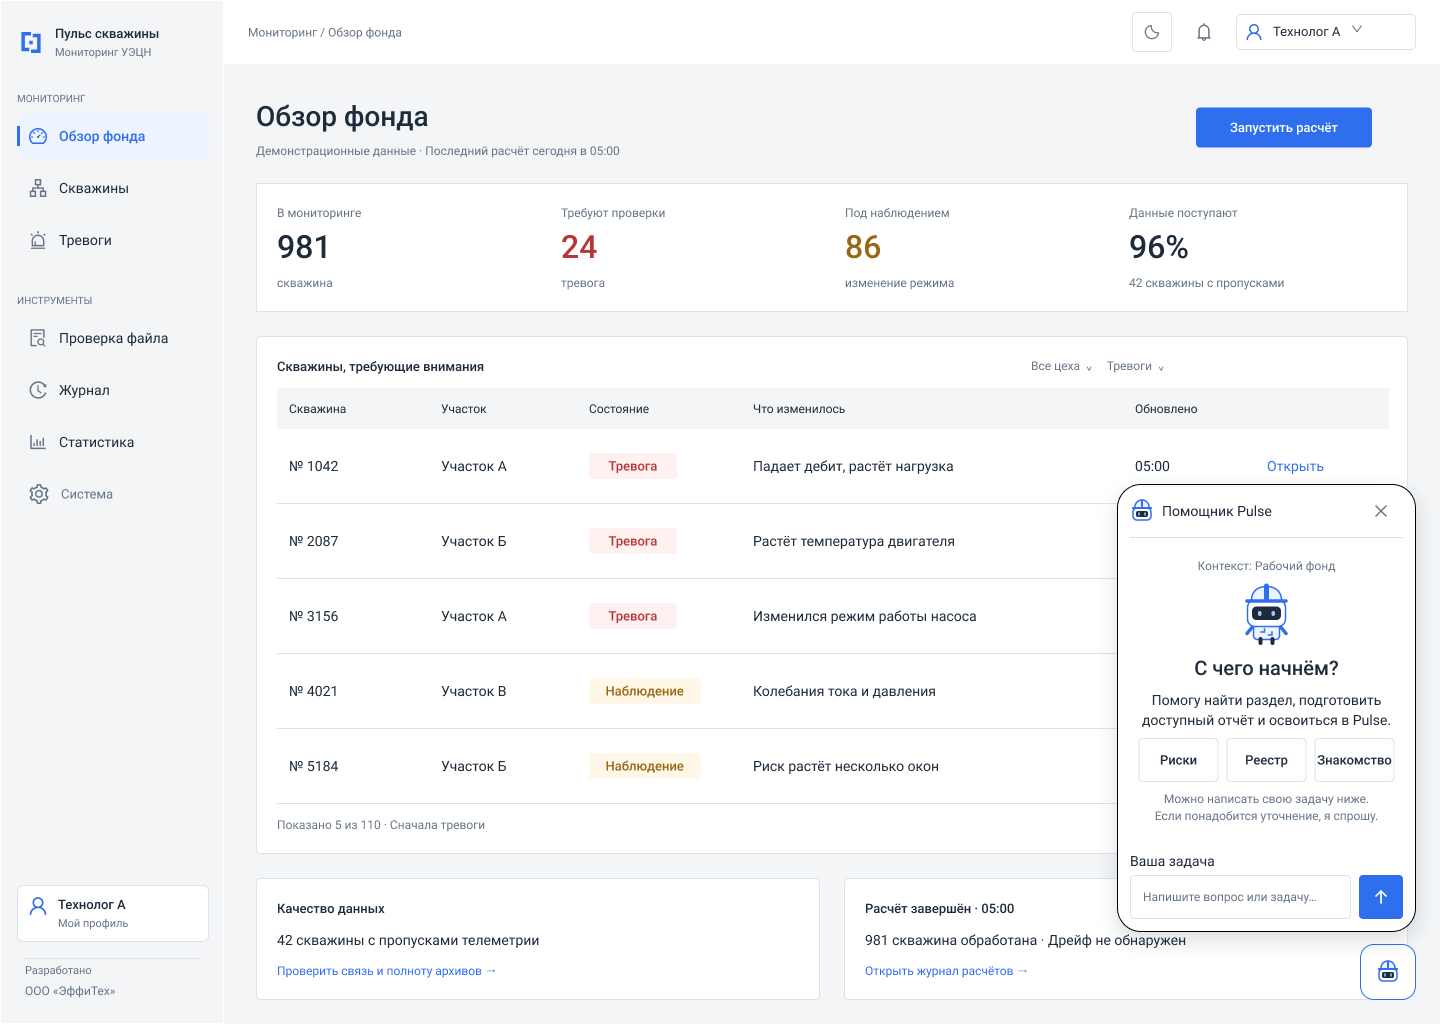 Пульс скважины
Мониторинг УЭЦН
МОНИТОРИНГ
Обзор фонда
Скважины
Тревоги
ИНСТРУМЕНТЫ
Проверка файла
Журнал
Статистика
Система
Технолог А
Мой профиль
Разработано
ООО «ЭффиТех»
Мониторинг / Обзор фонда
Технолог А
Обзор фонда
Демонстрационные данные · Последний расчёт сегодня в 05:00
Запустить расчёт
В мониторинге
981
скважина
Требуют проверки
24
тревога
Под наблюдением
86
изменение режима
Данные поступают
96%
42 скважины с пропусками
Скважины, требующие внимания
Все цеха
Тревоги
Скважина Участок Состояние Что изменилось Обновлено
№ 1042 Участок А Тревога Падает дебит, растёт нагрузка 05:00 Открыть
№ 2087 Участок Б Тревога Растёт температура двигателя
№ 3156 Участок А Тревога Изменился режим работы насоса
№ 4021 Участок В Наблюдение Колебания тока и давления
№ 5184 Участок Б Наблюдение Риск растёт несколько окон
Показано 5 из 110 · Сначала тревоги
Качество данных
42 скважины с пропусками телеметрии
Проверить связь и полноту архивов →
Расчёт завершён · 05:00
981 скважина обработана · Дрейф не обнаружен
Открыть журнал расчётов →
Помощник Pulse
Контекст: Рабочий фонд
С чего начнём?
Помогу найти раздел, подготовить
доступный отчёт и освоиться в Pulse.
Риски
Реестр
Знакомство
Можно написать свою задачу ниже.
Если понадобится уточнение, я спрошу.
Ваша задача
Напишите вопрос или задачу...